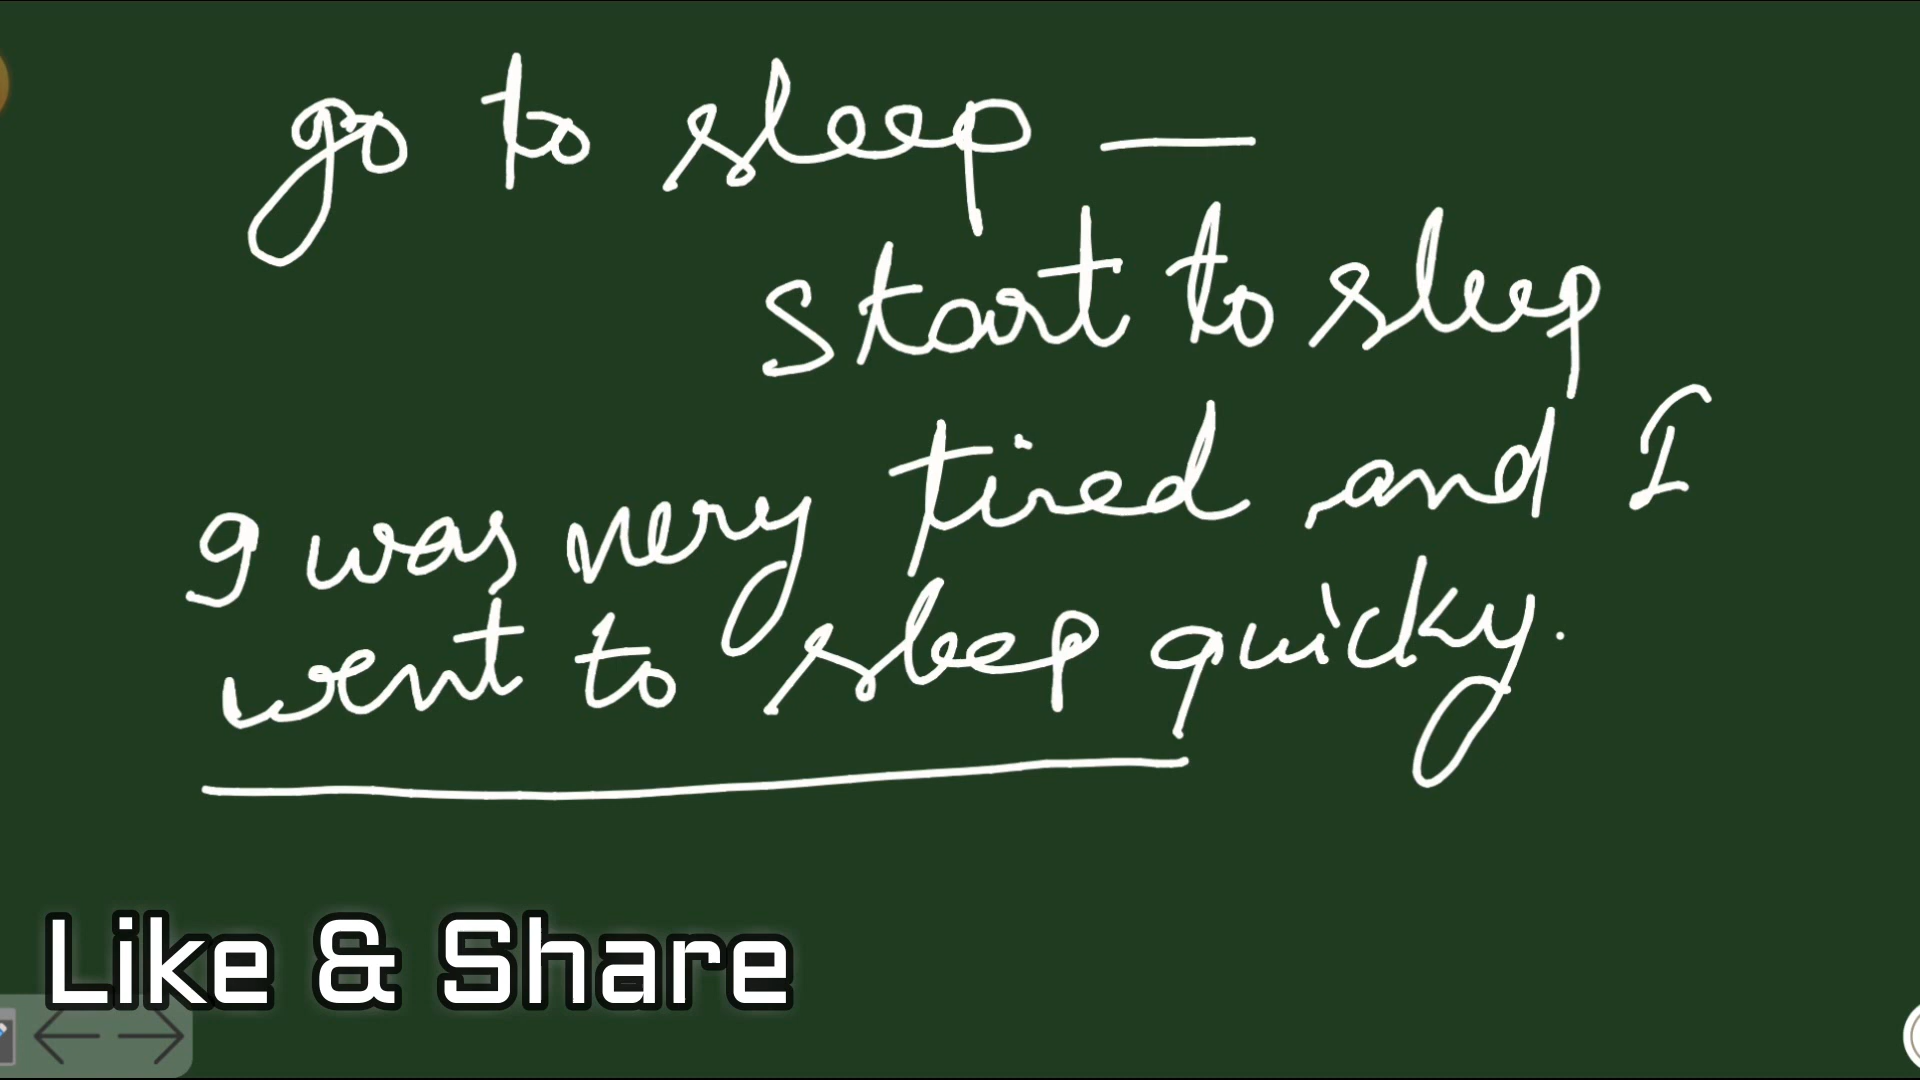 go to sleep —
start to sleep
I was very tired and I
went to sleep quicky.
Like & Share